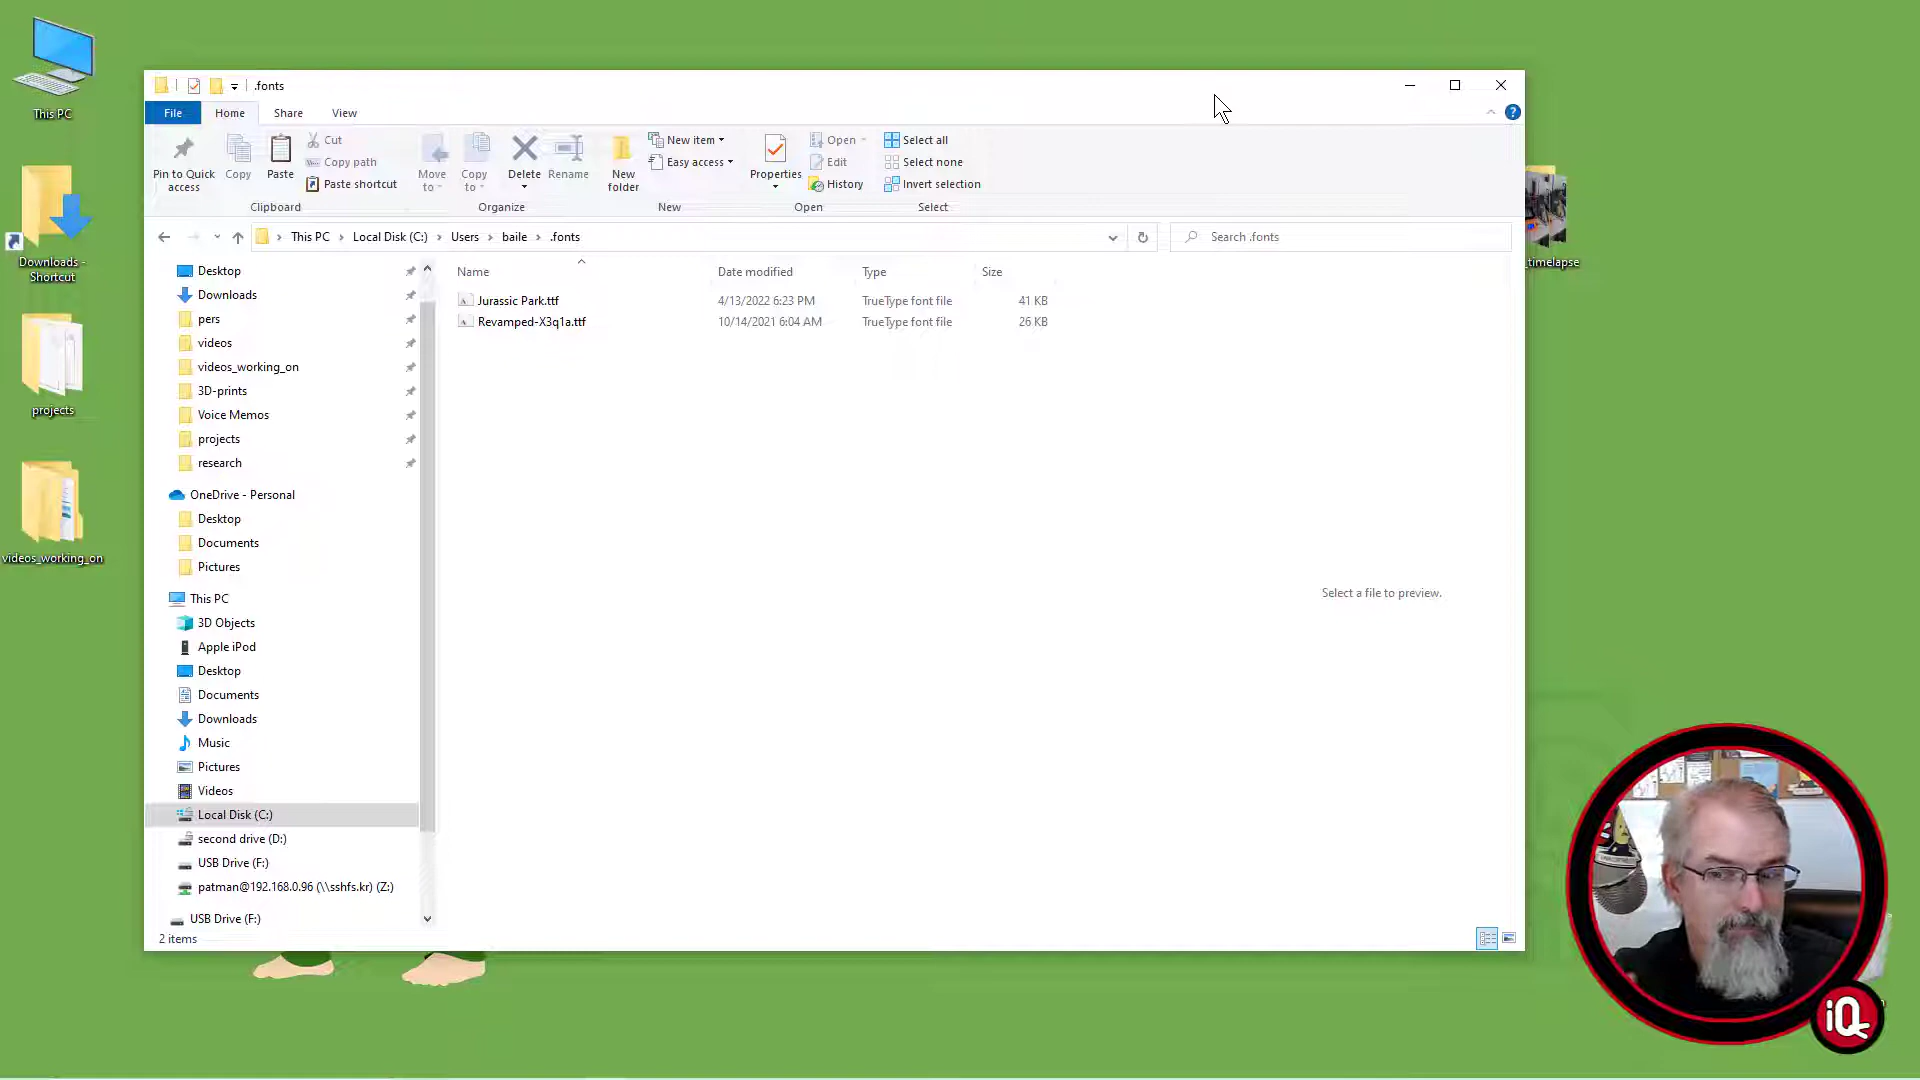 This PC
Downloads -
Shortcut
projects
videos_working_on
.fonts
File
Home
Share
View
Pin to Quick
access
Copy
Paste
Cut
Copy path
Paste shortcut
Clipboard
Move
to
Copy
to
Delete
Rename
Organize
New
folder
New item
Easy access
New
Properties
Open
Edit
History
Open
Select all
Select none
Invert selection
Select
This PC
Local Disk (C:)
Users
baile
.fonts
Search .fonts
Name
Date modified
Type
Size
Jurassic Park.ttf
4/13/2022 6:23 PM
TrueType font file
41 KB
Revamped-X3q1a.ttf
10/14/2021 6:04 AM
TrueType font file
26 KB
Desktop
Downloads
pers
videos
videos_working_on
3D-prints
Voice Memos
projects
research
OneDrive - Personal
Desktop
Documents
Pictures
This PC
3D Objects
Apple iPod
Desktop
Documents
Downloads
Music
Pictures
Videos
Local Disk (C:)
second drive (D:)
USB Drive (F:)
patman@192.168.0.96 (\\sshfs.kr) (Z:)
USB Drive (F:)
Select a file to preview.
2 items
_timelapse
iQ